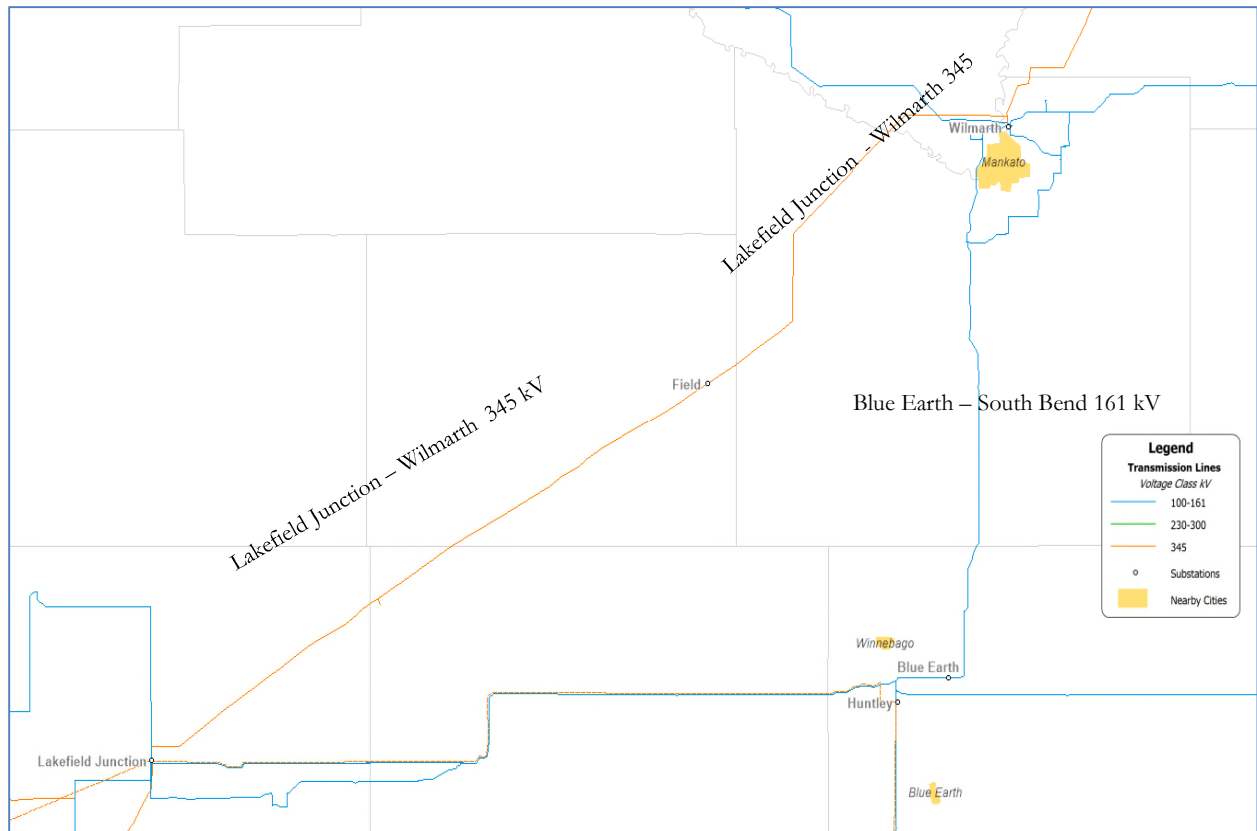 Lakefield Junction - Wilmarth 345
Wilmarth
Mankato
Field
Lakefield Junction – Wilmarth 345 kV
Blue Earth – South Bend 161 kV
Legend
Transmission Lines
Voltage Class kV
100-161
230-300
345
Substations
Nearby Cities
Winnebago
Blue Earth
Huntley
Lakefield Junction
Blue Earth